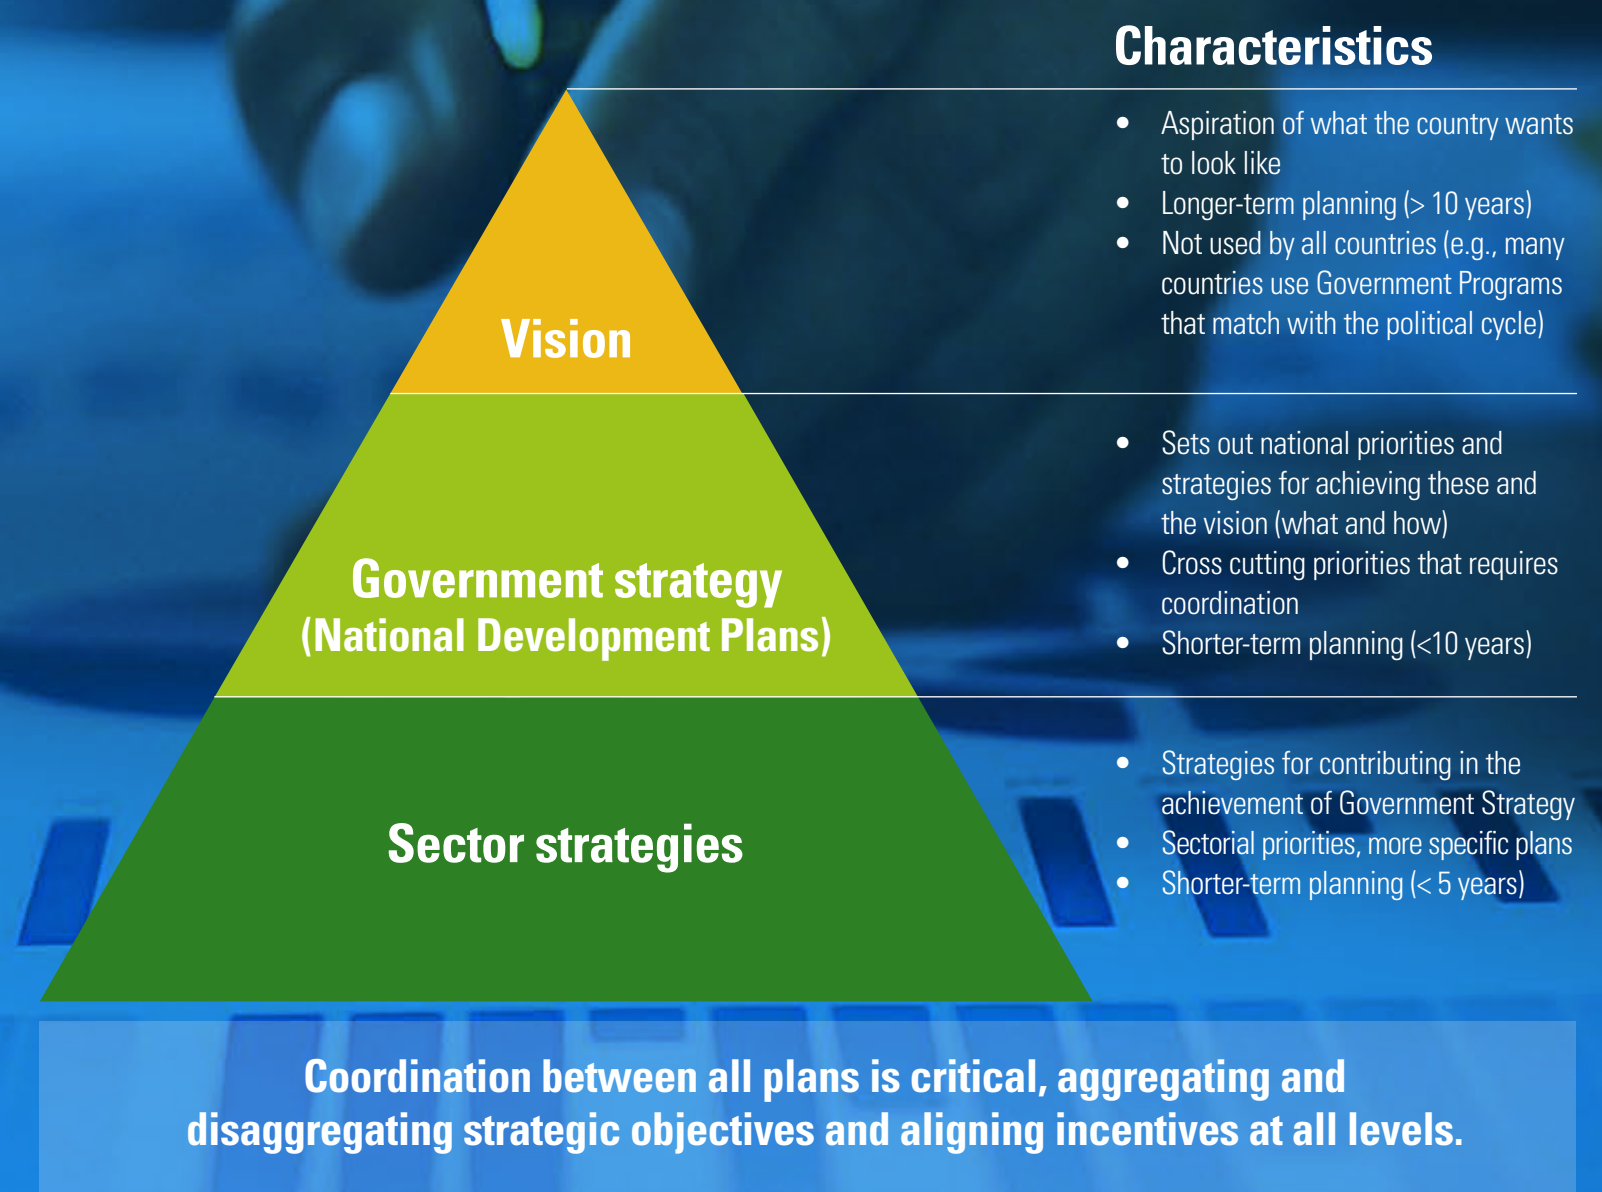 Characteristics
• Aspiration of what the country wants
to look like
• Longer-term planning (> 10 years)
• Not used by all countries (e.g., many
countries use Government Programs
that match with the political cycle)
Vision
• Sets out national priorities and
strategies for achieving these and
the vision (what and how)
• Cross cutting priorities that requires
coordination
• Shorter-term planning (<10 years)
Government strategy
(National Development Plans)
• Strategies for contributing in the
achievement of Government Strategy
• Sectorial priorities, more specific plans
• Shorter-term planning (< 5 years)
Sector strategies
Coordination between all plans is critical, aggregating and
disaggregating strategic objectives and aligning incentives at all levels.